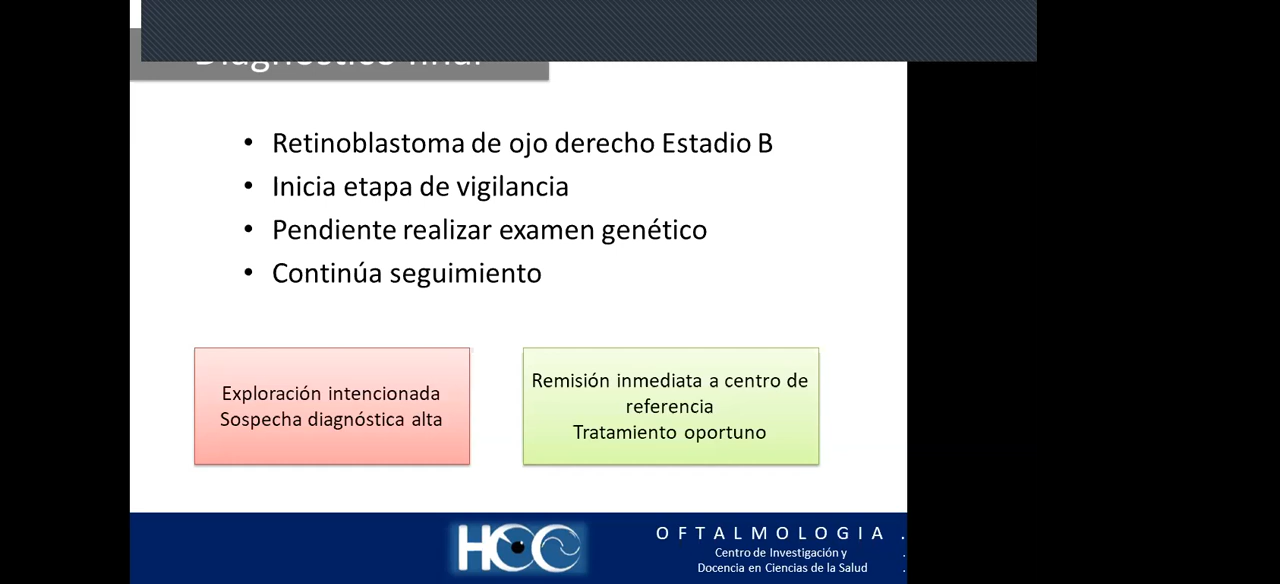 Diagnóstico final
• Retinoblastoma de ojo derecho Estadio B
• Inicia etapa de vigilancia
• Pendiente realizar examen genético
• Continúa seguimiento
Exploración intencionada
Sospecha diagnóstica alta
Remisión inmediata a centro de
referencia
Tratamiento oportuno
HCC
OFTALMOLOGIA .
Centro de Investigación y .
Docencia en Ciencias de la Salud .